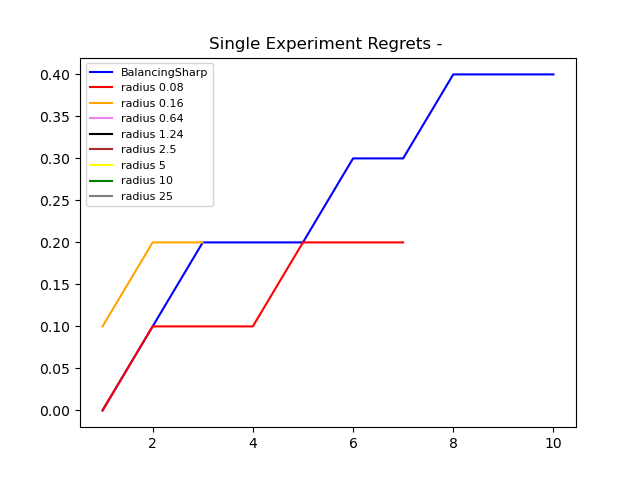 Single Experiment Regrets -
0.40
0.35
0.30
0.25
0.20
0.15
0.10
0.05
0.00
BalancingSharp
radius 0.08
radius 0.16
radius 0.64
radius 1.24
radius 2.5
radius 5
radius 10
radius 25
2 4 6 8 10